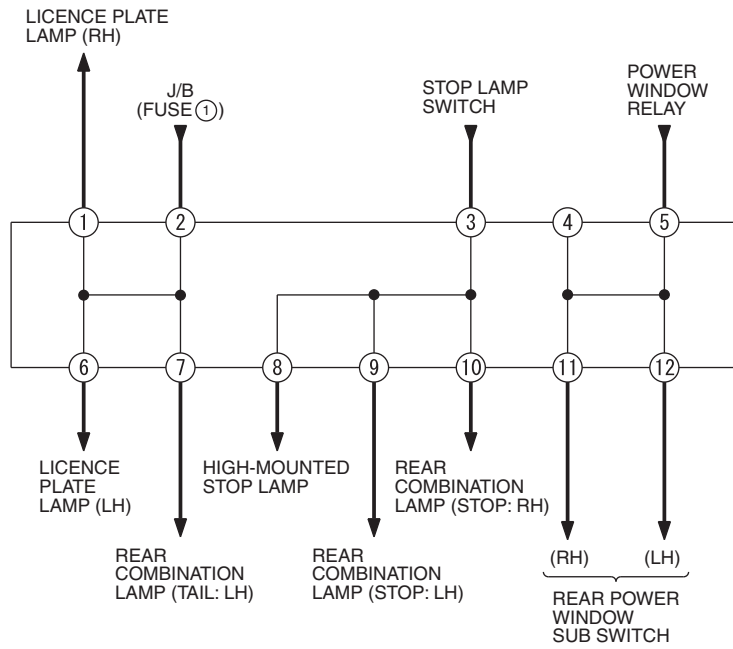 LICENCE PLATE
LAMP (RH)
J/B
(FUSE ①)
STOP LAMP
SWITCH
POWER
WINDOW
RELAY
1 2 3 4 5
6 7 8 9 10 11 12
LICENCE
PLATE
LAMP (LH)
REAR
COMBINATION
LAMP (TAIL: LH)
HIGH-MOUNTED
STOP LAMP
REAR
COMBINATION
LAMP (STOP: LH)
REAR
COMBINATION
LAMP (STOP: RH)
(RH) (LH)
REAR POWER
WINDOW
SUB SWITCH